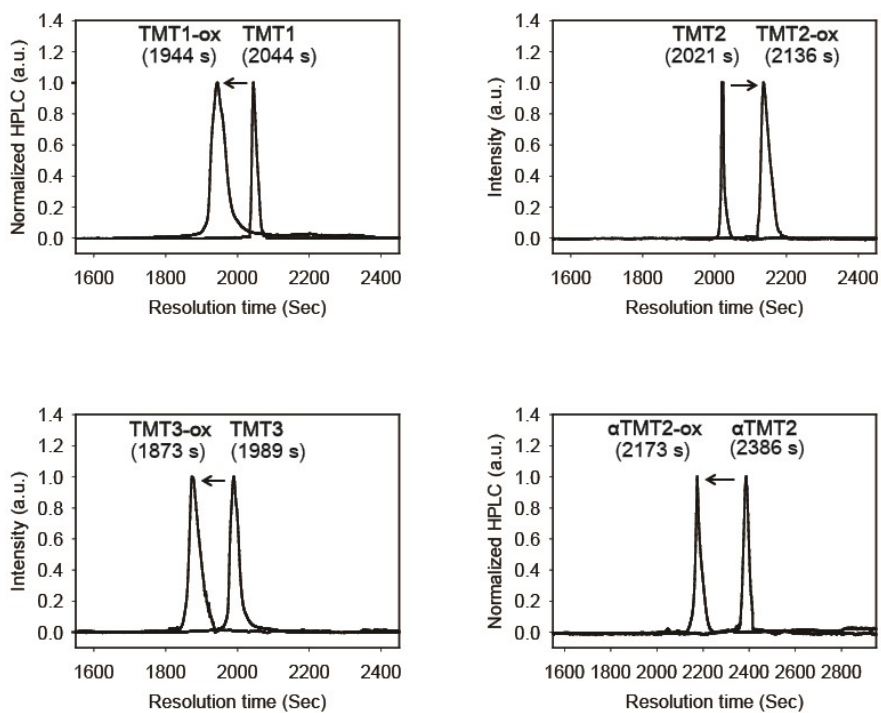 1.4
TMT1-ox TMT1
1.2
(1944 s) (2044 s)
1.0
0.8
0.6
0.4
0.2
0.0
Normalized HPLC (a.u.)
1600 1800 2000 2200 2400
Resolution time (Sec)
1.4
TMT2 TMT2-ox
1.2
(2021 s) (2136 s)
1.0
0.8
0.6
0.4
0.2
0.0
Intensity (a.u.)
1600 1800 2000 2200 2400
Resolution time (Sec)
1.4
TMT3-ox TMT3
1.2
(1873 s) (1989 s)
1.0
0.8
0.6
0.4
0.2
0.0
Intensity (a.u.)
1600 1800 2000 2200 2400
Resolution time (Sec)
1.4
αTMT2-ox αTMT2
1.2
(2173 s) (2386 s)
1.0
0.8
0.6
0.4
0.2
0.0
Normalized HPLC (a.u.)
1600 1800 2000 2200 2400 2600 2800
Resolution time (Sec)